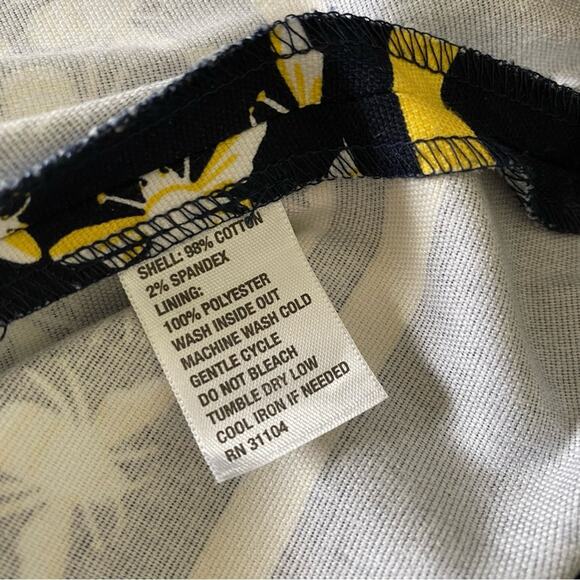 SHELL: 98% COTTON
2% SPANDEX
LINING:
100% POLYESTER
WASH INSIDE OUT
MACHINE WASH COLD
GENTLE CYCLE
DO NOT BLEACH
TUMBLE DRY LOW
COOL IRON IF NEEDED
RN 31104